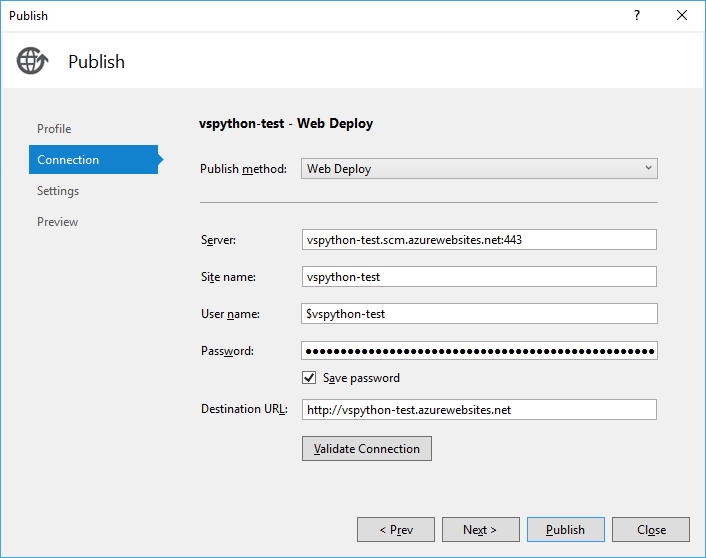 Publish
?
Publish
Profile
Connection
Settings
Preview
vspython-test - Web Deploy
Publish method: Web Deploy
Server: vspython-test.scm.azurewebsites.net:443
Site name: vspython-test
User name: $vspython-test
Password: ●●●●●●●●●●●●●●●●●●●●●●●●●●●●●●●●●●●●●●●●●●●●●●●●●●
Save password
Destination URL: http://vspython-test.azurewebsites.net
Validate Connection
< Prev Next > Publish Close